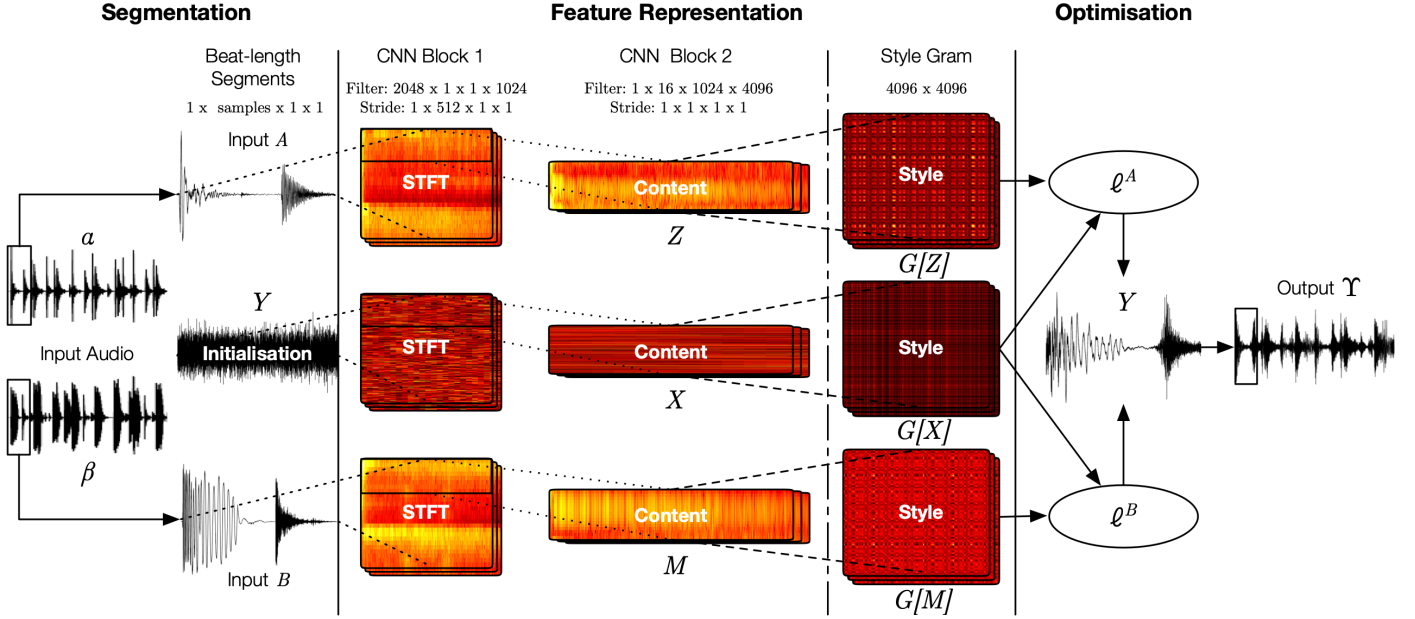 Segmentation
Feature Representation
Optimisation
Beat-length
Segments
1 x samples x 1 x 1
CNN Block 1
Filter: 2048 x 1 x 1 x 1024
Stride: 1 x 512 x 1 x 1
CNN Block 2
Filter: 1 x 16 x 1024 x 4096
Stride: 1 x 1 x 1 x 1
Style Gram
4096 x 4096
Input A
STFT
Content
Z
Style
G[Z]
ℓ^A
α
Input Audio
β
Y
Initialisation
STFT
Content
X
Style
G[X]
Y
Output ϒ
Input B
STFT
Content
M
Style
G[M]
ℓ^B